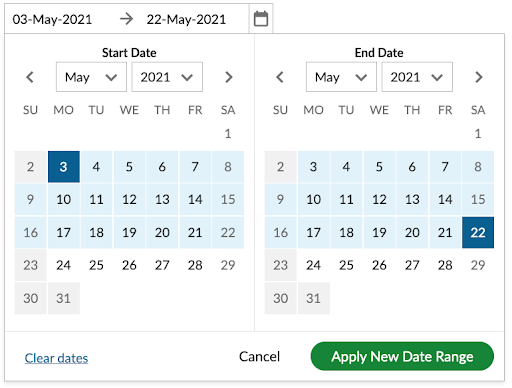 03-May-2021 → 22-May-2021
Start Date End Date
May 2021 May 2021
SU MO TU WE TH FR SA SU MO TU WE TH FR SA
1 1
2 3 4 5 6 7 8 2 3 4 5 6 7 8
9 10 11 12 13 14 15 9 10 11 12 13 14 15
16 17 18 19 20 21 22 16 17 18 19 20 21 22
23 24 25 26 27 28 29 23 24 25 26 27 28 29
30 31 30 31
Clear dates Cancel Apply New Date Range